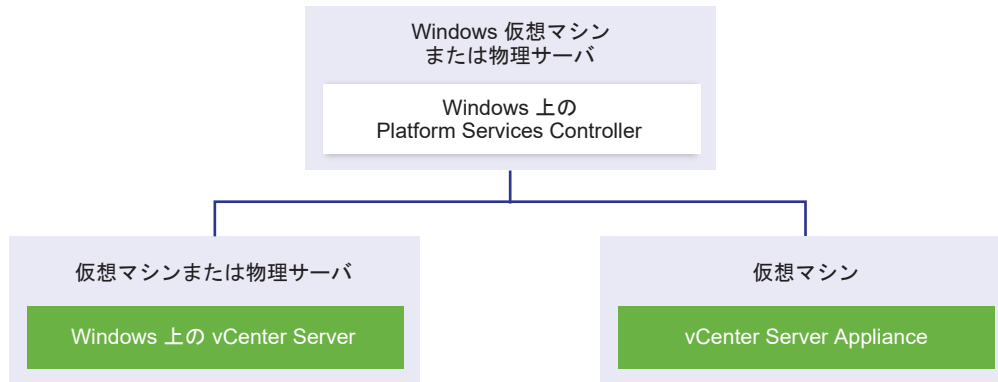 Windows 仮想マシン
または物理サーバ
Windows 上の
Platform Services Controller
仮想マシンまたは物理サーバ
Windows 上の vCenter Server
仮想マシン
vCenter Server Appliance